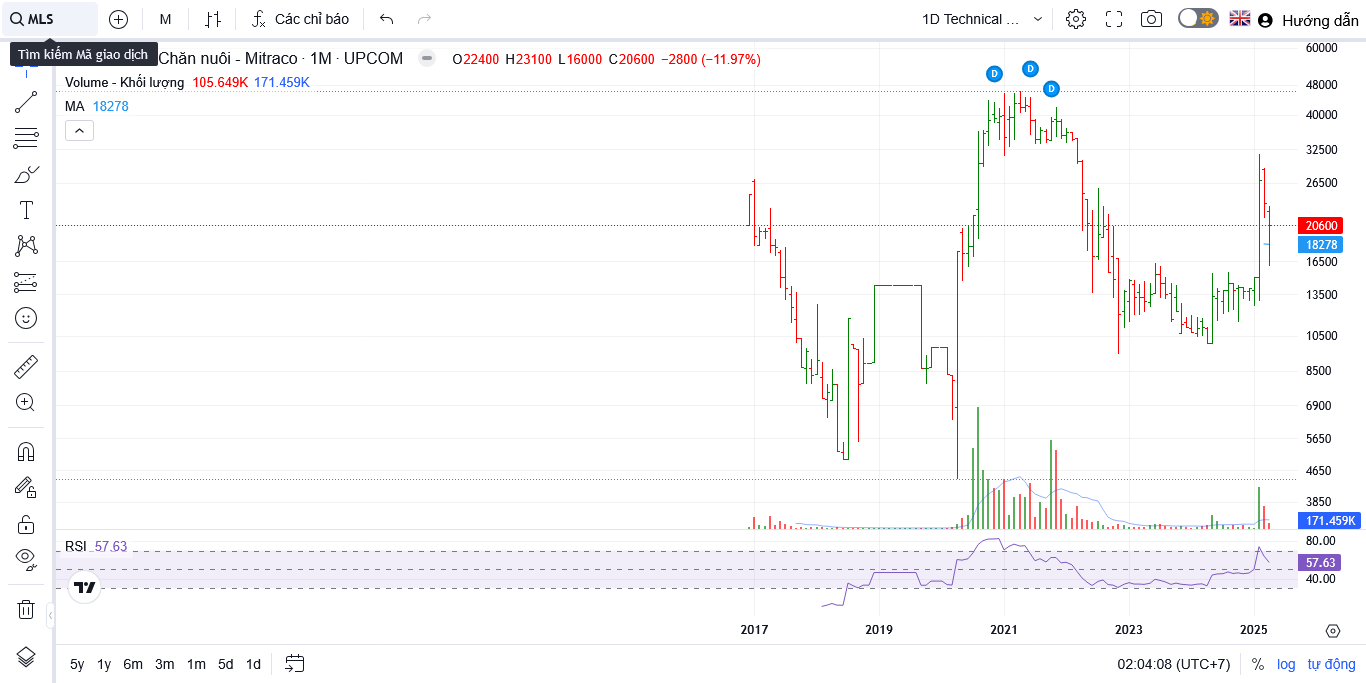 MLS
M
Các chỉ báo
1D Technical ...
Hướng dẫn
Tìm kiếm Mã giao dịch
Chăn nuôi - Mitraco · 1M · UPCOM
O22400 H23100 L16000 C20600 −2800 (−11.97%)
Volume - Khối lượng 105.649K 171.459K
MA 18278
D
D
D
60000
48000
40000
32500
26500
20600
18278
16500
13500
10500
8500
6900
5650
4650
3850
171.459K
RSI 57.63
80.00
57.63
40.00
2017 2019 2021 2023 2025
5y 1y 6m 3m 1m 5d 1d
02:04:08 (UTC+7) % log tự động